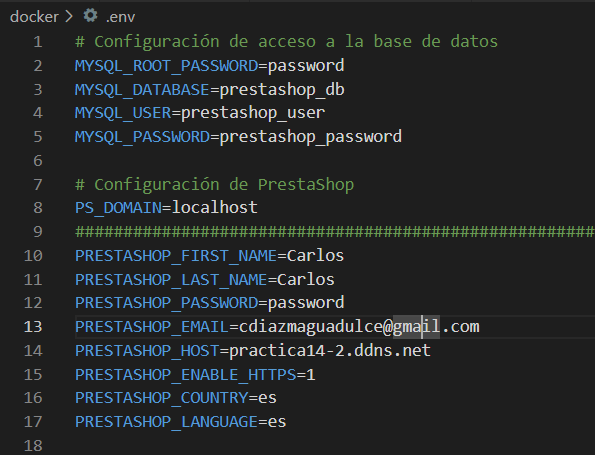 docker > .env
1 # Configuración de acceso a la base de datos
2 MYSQL_ROOT_PASSWORD=password
3 MYSQL_DATABASE=prestashop_db
4 MYSQL_USER=prestashop_user
5 MYSQL_PASSWORD=prestashop_password
6
7 # Configuración de PrestaShop
8 PS_DOMAIN=localhost
9 ######################################################
10 PRESTASHOP_FIRST_NAME=Carlos
11 PRESTASHOP_LAST_NAME=Carlos
12 PRESTASHOP_PASSWORD=password
13 PRESTASHOP_EMAIL=cdiazmaguadulce@gmail.com
14 PRESTASHOP_HOST=practica14-2.ddns.net
15 PRESTASHOP_ENABLE_HTTPS=1
16 PRESTASHOP_COUNTRY=es
17 PRESTASHOP_LANGUAGE=es
18